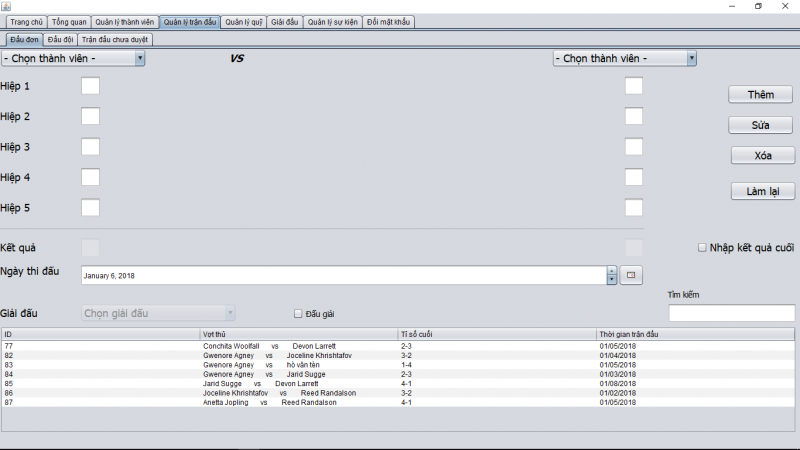 Trang chủ Tổng quan Quản lý thành viên Quản lý trận đấu Quản lý quỹ Giải đấu Quản lý sự kiện Đổi mật khẩu
Đấu đơn Đấu đội Trận đấu chưa duyệt
- Chọn thành viên - VS - Chọn thành viên -
Hiệp 1
Thêm
Hiệp 2
Sửa
Hiệp 3
Xóa
Hiệp 4
Làm lại
Hiệp 5
Kết quả Nhập kết quả cuối
Ngày thi đấu January 6, 2018
Tìm kiếm
Giải đấu Chọn giải đấu Đấu giải
ID Vợt thủ Tỉ số cuối Thời gian trận đấu
77 Conchita Woolfall vs Devon Larrett 2-3 01/05/2018
82 Gwenore Agney vs Joceline Khrishtafov 3-2 01/04/2018
83 Gwenore Agney vs hò văn tèn 1-4 01/05/2018
84 Gwenore Agney vs Jarid Sugge 2-3 01/03/2018
85 Jarid Sugge vs Devon Larrett 4-1 01/08/2018
86 Joceline Khrishtafov vs Reed Randalson 3-2 01/02/2018
87 Anetta Jopling vs Reed Randalson 4-1 01/05/2018